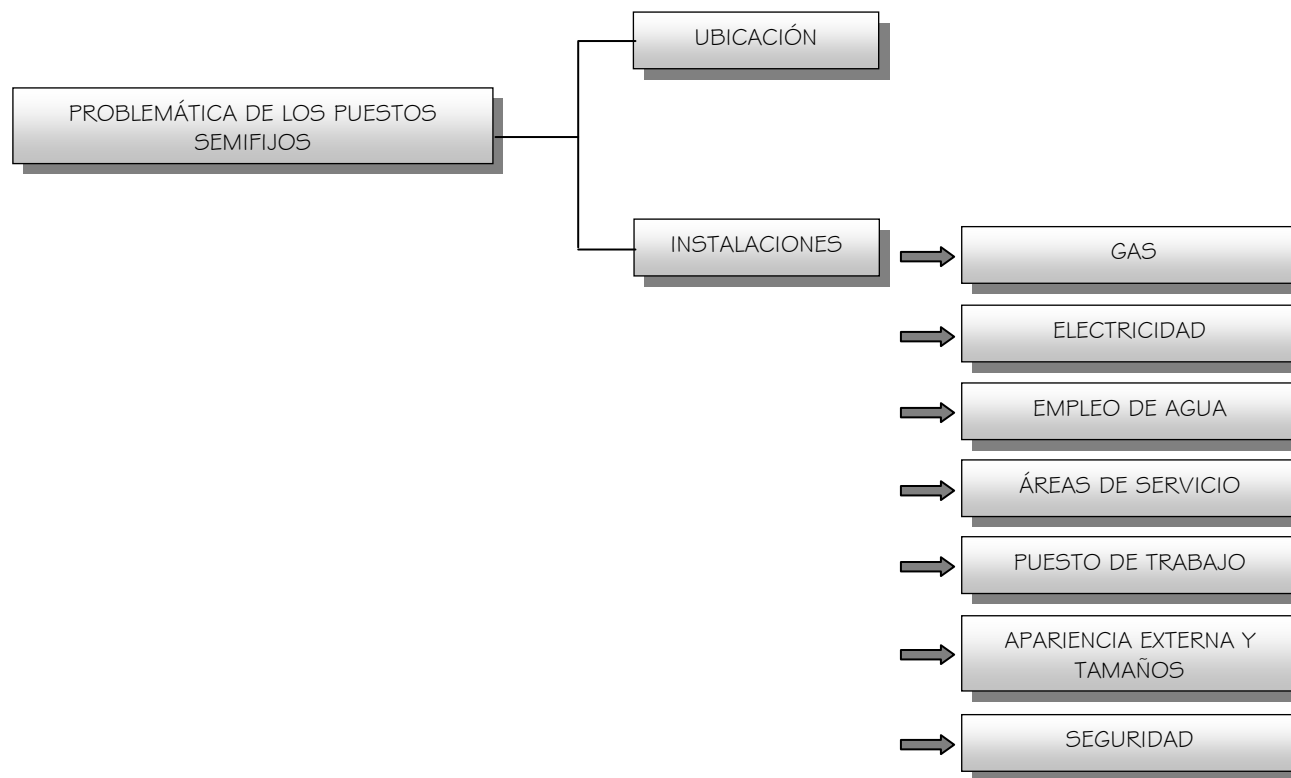 UBICACIÓN
PROBLEMÁTICA DE LOS PUESTOS
SEMIFIJOS
INSTALACIONES
GAS
ELECTRICIDAD
EMPLEO DE AGUA
ÁREAS DE SERVICIO
PUESTO DE TRABAJO
APARIENCIA EXTERNA Y
TAMAÑOS
SEGURIDAD